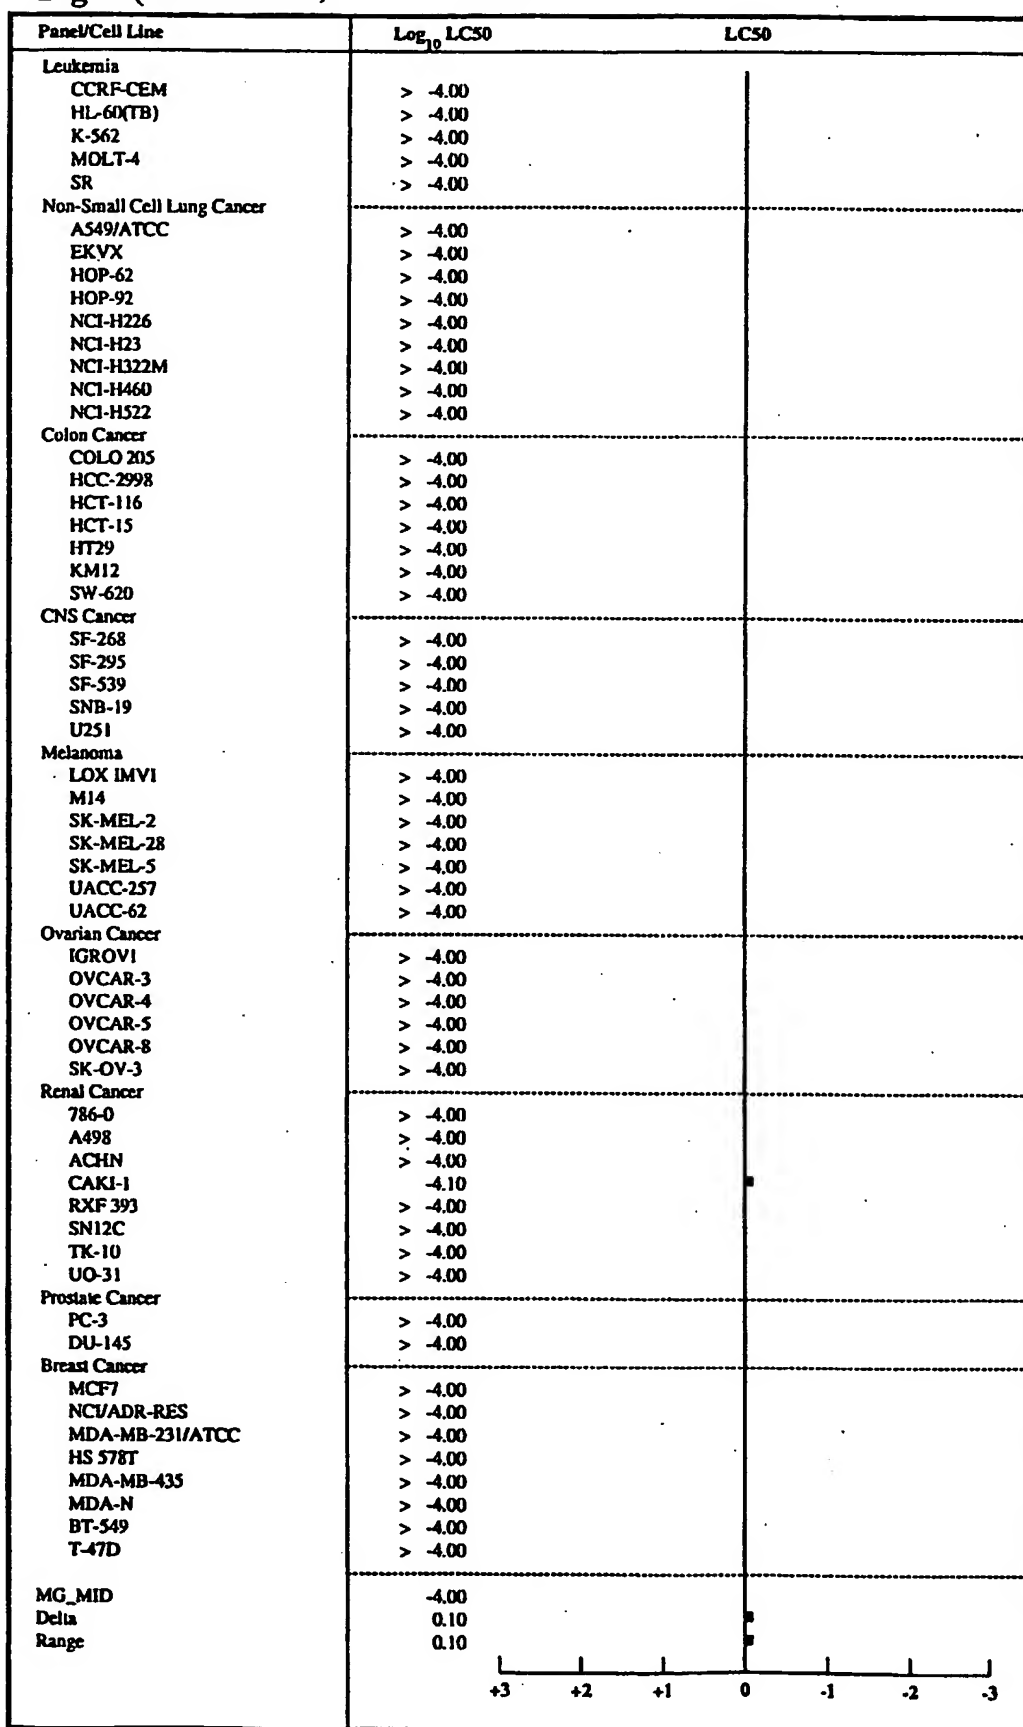 Panel/Cell Line Log10 LC50 LC50
Leukemia
CCRF-CEM > -4.00
HL-60(TB) > -4.00
K-562 > -4.00
MOLT-4 > -4.00
SR > -4.00
Non-Small Cell Lung Cancer
A549/ATCC > -4.00
EKVX > -4.00
HOP-62 > -4.00
HOP-92 > -4.00
NCI-H226 > -4.00
NCI-H23 > -4.00
NCI-H322M > -4.00
NCI-H460 > -4.00
NCI-H522 > -4.00
Colon Cancer
COLO 205 > -4.00
HCC-2998 > -4.00
HCT-116 > -4.00
HCT-15 > -4.00
HT29 > -4.00
KM12 > -4.00
SW-620 > -4.00
CNS Cancer
SF-268 > -4.00
SF-295 > -4.00
SF-539 > -4.00
SNB-19 > -4.00
U251 > -4.00
Melanoma
LOX IMVI > -4.00
M14 > -4.00
SK-MEL-2 > -4.00
SK-MEL-28 > -4.00
SK-MEL-5 > -4.00
UACC-257 > -4.00
UACC-62 > -4.00
Ovarian Cancer
IGROV1 > -4.00
OVCAR-3 > -4.00
OVCAR-4 > -4.00
OVCAR-5 > -4.00
OVCAR-8 > -4.00
SK-OV-3 > -4.00
Renal Cancer
786-0 > -4.00
A498 > -4.00
ACHN > -4.00
CAKI-1 -4.10
RXF 393 > -4.00
SN12C > -4.00
TK-10 > -4.00
UO-31 > -4.00
Prostate Cancer
PC-3 > -4.00
DU-145 > -4.00
Breast Cancer
MCF7 > -4.00
NCI/ADR-RES > -4.00
MDA-MB-231/ATCC > -4.00
HS 578T > -4.00
MDA-MB-435 > -4.00
MDA-N > -4.00
BT-549 > -4.00
T-47D > -4.00
MG_MID -4.00
Delta 0.10
Range 0.10
+3 +2 +1 0 -1 -2 -3